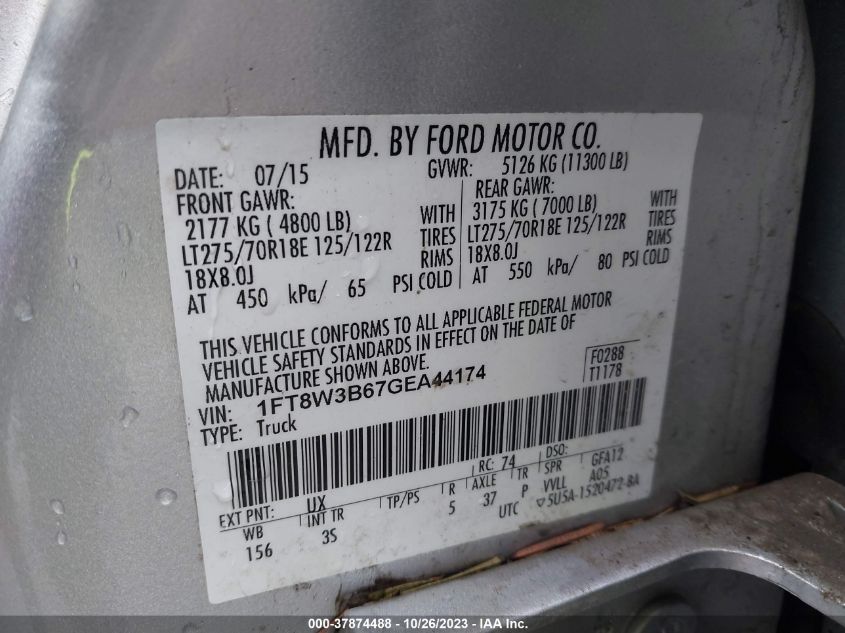 MFD. BY FORD MOTOR CO.
DATE: 07/15 GVWR: 5126 KG (11300 LB)
FRONT GAWR: REAR GAWR:
2177 KG ( 4800 LB) WITH 3175 KG ( 7000 LB) WITH
LT275/70R18E 125/122R TIRES LT275/70R18E 125/122R TIRES
18X8.0J RIMS 18X8.0J RIMS
AT 450 kPa/ 65 PSI COLD AT 550 kPa/ 80 PSI COLD
THIS VEHICLE CONFORMS TO ALL APPLICABLE FEDERAL MOTOR
VEHICLE SAFETY STANDARDS IN EFFECT ON THE DATE OF
MANUFACTURE SHOWN ABOVE.
F0288
VIN: 1FT8W3B67GEA44174 T1178
TYPE: Truck
RC: 74 DSO:
EXT PNT: UX
WB INT TR TP/PS R AXLE TR SPR GFA12
156 3S 5 37 P VVLL A05
UTC ▽5U5A-1520472-BA
000-37874488 - 10/26/2023 - IAA Inc.